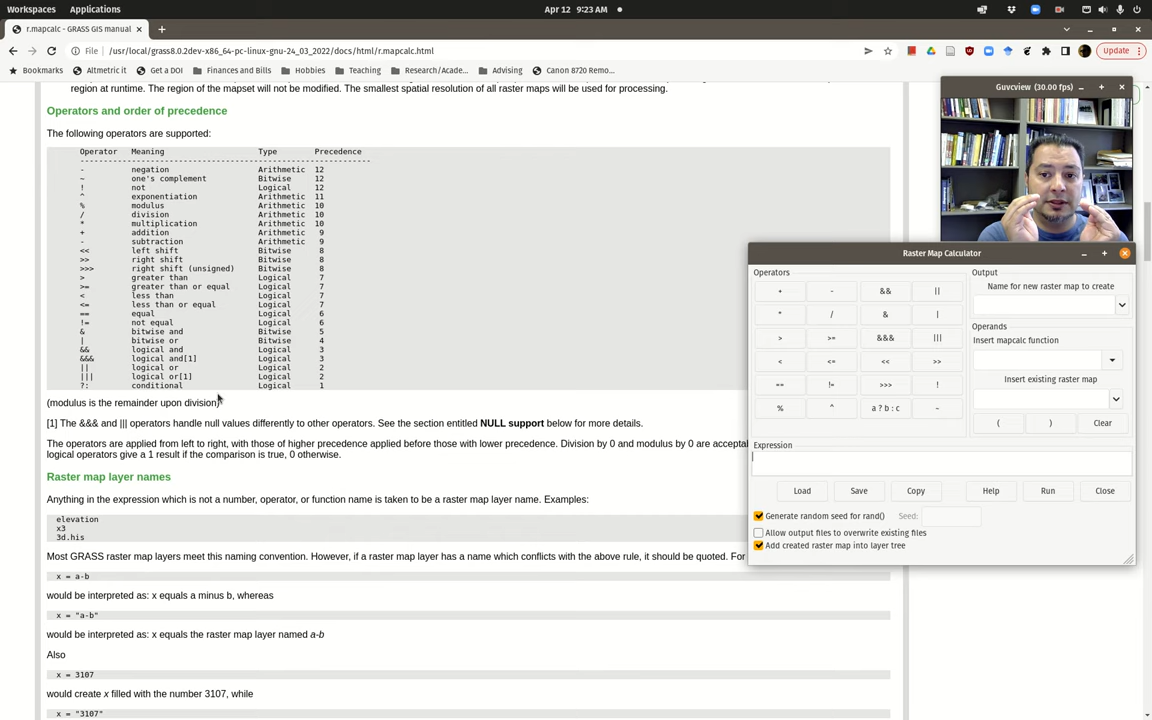 Workspaces Applications Apr 12 9:23 AM
r.mapcalc - GRASS GIS manual
File /usr/local/grass8.0.2dev-x86_64-pc-linux-gnu-24_03_2022/docs/html/r.mapcalc.html Update
Bookmarks Altmetric it Get a DOI Finances and Bills Hobbies Teaching Research/Acade... Advising Canon 8720 Remo...
region at runtime. The region of the mapset will not be modified. The smallest spatial resolution of all raster maps will be used for processing.
Operators and order of precedence
The following operators are supported:
Operator Meaning Type Precedence
--------------------------------------------------------------
- negation Arithmetic 12
~ one's complement Bitwise 12
! not Logical 12
^ exponentiation Arithmetic 11
% modulus Arithmetic 10
/ division Arithmetic 10
* multiplication Arithmetic 10
+ addition Arithmetic 9
- subtraction Arithmetic 9
<< left shift Bitwise 8
>> right shift Bitwise 8
>>> right shift (unsigned) Bitwise 8
> greater than Logical 7
>= greater than or equal Logical 7
< less than Logical 7
<= less than or equal Logical 7
== equal Logical 6
!= not equal Logical 6
& bitwise and Bitwise 5
| bitwise or Bitwise 4
&& logical and Logical 3
&&& logical and[1] Logical 3
|| logical or Logical 2
||| logical or[1] Logical 2
?: conditional Logical 1
(modulus is the remainder upon division)
[1] The &&& and ||| operators handle null values differently to other operators. See the section entitled NULL support below for more details.
The operators are applied from left to right, with those of higher precedence applied before those with lower precedence. Division by 0 and modulus by 0 are
logical operators give a 1 result if the comparison is true, 0 otherwise.
Raster map layer names
Anything in the expression which is not a number, operator, or function name is taken to be a raster map layer name. Examples:
elevation
x3
3d.his
Most GRASS raster map layers meet this naming convention. However, if a raster map layer has a name which conflicts with the above rule, it should be quoted. For
x = a-b
would be interpreted as: x equals a minus b, whereas
x = "a-b"
would be interpreted as: x equals the raster map layer named a-b
Also
x = 3107
would create x filled with the number 3107, while
x = "3107"
Guvcview (30.00 fps)
Raster Map Calculator
Operators
+ - && ||
* / & |
> >= &&& |||
< <= << >>
== != >>> !
% ^ a ? b : c ~
Output
Name for new raster map to create
Operands
Insert mapcalc function
Insert existing raster map
( ) Clear
Expression
Load Save Copy Help Run Close
Generate random seed for rand() Seed:
Allow output files to overwrite existing files
Add created raster map into layer tree